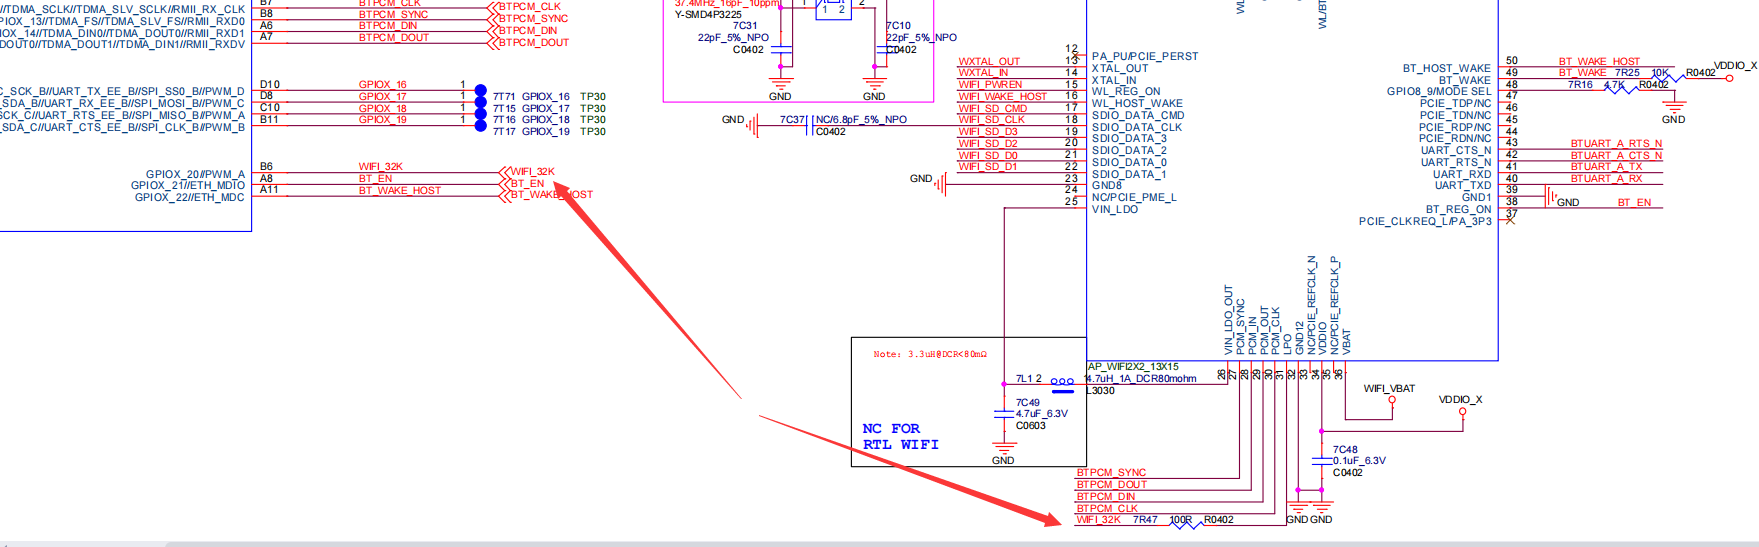 B7 BTPCM_CLK BTPCM_CLK
//TDMA_SCLK//TDMA_SLV_SCLK//RMII_RX_CLK B8 BTPCM_SYNC BTPCM_SYNC
PIOX_13//TDMA_FS//TDMA_SLV_FS//RMII_RXD0 A6 BTPCM_DIN BTPCM_DIN
IOX_14//TDMA_DIN0//TDMA_DOUT0//RMII_RXD1 A7 BTPCM_DOUT BTPCM_DOUT
DOUT0//TDMA_DOUT1//TDMA_DIN1//RMII_RXDV
D10 GPIOX_16 1
C_SCK_B//UART_TX_EE_B//SPI_SS0_B//PWM_D D8 GPIOX_17 1 7T71 GPIOX_16 TP30
_SDA_B//UART_RX_EE_B//SPI_MOSI_B//PWM_C C10 GPIOX_18 1 7T15 GPIOX_17 TP30
SCK_C//UART_RTS_EE_B//SPI_MISO_B//PWM_A B11 GPIOX_19 1 7T16 GPIOX_18 TP30
_SDA_C//UART_CTS_EE_B//SPI_CLK_B//PWM_B 7T17 GPIOX_19 TP30
B6 WIFI_32K WIFI_32K
GPIOX_20//PWM_A A8 BT_EN BT_EN
GPIOX_21//ETH_MDIO A11 BT_WAKE_HOST BT_WAKE_HOST
GPIOX_22//ETH_MDC
37.4MHz_16pF_10ppm
Y-SMD4P3225
1 1 2 2
7C31
22pF_5%_NPO
C0402
7C10
22pF_5%_NPO
C0402
GND GND
12 PA_PU/PCIE_PERST
WXTAL_OUT 13 XTAL_OUT
WXTAL_IN 14 XTAL_IN
WIFI_PWREN 15 WL_REG_ON
WIFI_WAKE_HOST 16 WL_HOST_WAKE
WIFI_SD_CMD 17 SDIO_DATA_CMD
GND 7C37 NC/6.8pF_5%_NPO WIFI_SD_CLK 18 SDIO_DATA_CLK
C0402
WIFI_SD_D3 19 SDIO_DATA_3
WIFI_SD_D2 20 SDIO_DATA_2
WIFI_SD_D0 21 SDIO_DATA_0
WIFI_SD_D1 22 SDIO_DATA_1
GND 23 GND8
24 NC/PCIE_PME_L
25 VIN_LDO
BT_HOST_WAKE 50 BT_WAKE_HOST
BT_WAKE 49 BT_WAKE 7R25 10K R0402 VDDIO_X
GPIO8_9/MODE SEL 48 7R16 4.7K R0402
PCIE_TDP/NC 47
PCIE_TDN/NC 46 GND
PCIE_RDP/NC 45
PCIE_RDN/NC 44
UART_CTS_N 43 BTUART_A_RTS_N
UART_RTS_N 42 BTUART_A_CTS_N
UART_RXD 41 BTUART_A_TX
UART_TXD 40 BTUART_A_RX
GND1 39 GND
BT_REG_ON 38 BT_EN
PCIE_CLKREQ_L/PA_3P3 37
VIN_LDO_OUT
PCM_SYNC
PCM_IN
PCM_OUT
PCM_CLK
LPO
GND12
NC/PCIE_REFCLK_N
VDDIO
NC/PCIE_REFCLK_P
VBAT
26 27 28 29 30 31 32 33 34 35 36
Note: 3.3uH@DCR<80mΩ
AP_WIFI2X2_13X15
7L1 2 4.7uH_1A_DCR80mohm
L3030
7C49
4.7uF_6.3V
C0603
NC FOR
RTL WIFI
GND
WIFI_VBAT
VDDIO_X
7C48
0.1uF_6.3V
C0402
BTPCM_SYNC
BTPCM_DOUT
BTPCM_DIN
BTPCM_CLK
WIFI_32K 7R47 100R R0402 GND GND